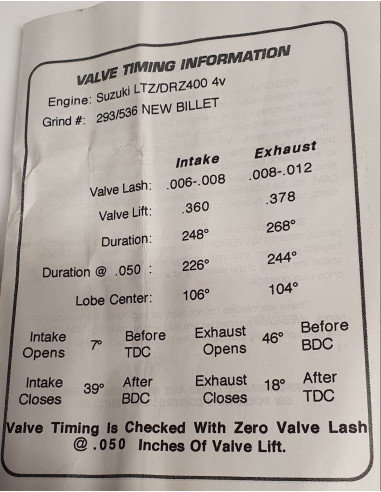 VALVE TIMING INFORMATION
Engine: Suzuki LTZ/DRZ400 4v
Grind #: 293/536 NEW BILLET
Intake Exhaust
Valve Lash: .006-.008 .008-.012
Valve Lift: .360 .378
Duration: 248° 268°
Duration @ .050 : 226° 244°
Lobe Center: 106° 104°
Intake Opens 7° Before TDC Exhaust Opens 46° Before BDC
Intake Closes 39° After BDC Exhaust Closes 18° After TDC
Valve Timing Is Checked With Zero Valve Lash
@ .050 Inches Of Valve Lift.